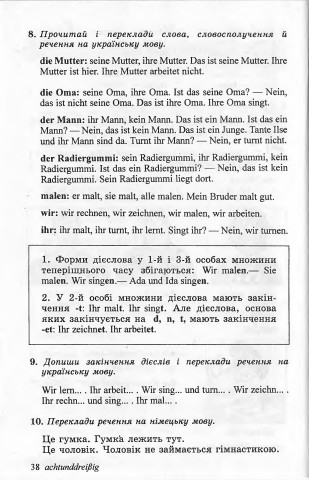 8. Прочитай і переклади слова, словосполучення й
речення на українську мову.
die Mutter: seine Mutter, ihre Mutter. Das ist seine Mutter. Ihre
Mutter ist hier. Ihre Mutter arbeitet nicht.
die Oma: seine Oma, ihre Oma. Ist das seine Oma? — Nein,
das ist nicht seine Oma. Das ist ihre Oma. Ihre Oma singt.
der Mann: ihr Mann, kein Mann. Das ist ein Mann. Ist das ein
Mann? — Nein, das ist kein Mann. Das ist ein Junge. Tante Ilse
und ihr Mann sind da. Turnt ihr Mann? — Nein, er turnt nicht.
der Radiergummi: sein Radiergummi, ihr Radiergummi, kein
Radiergummi. Ist das ein Radiergummi? — Nein, das ist kein
Radiergummi. Sein Radiergummi liegt dort.
malen: er malt, sie malt, alle malen. Mein Bruder malt gut.
wir: wir rechnen, wir zeichnen, wir malen, wir arbeiten.
ihr: ihr malt, ihr turnt, ihr lernt. Singt ihr? — Nein, wir turnen.
1. Форми дієслова у 1-й і 3-й особах множини
теперішнього часу збігаються: Wir malen.— Sie
malen. Wir singen.— Ada und Ida singen.
2. У 2-й особі множини дієслова мають закін-
чення -t: Ihr malt. Ihr singt. Але дієслова, основа
яких закінчується на d, n, t, мають закінчення
-et: Ihr zeichnet. Ihr arbeitet.
9. Допиши закінчення дієслів і переклади речення на
українську мову.
Wir lern... . Ihr arbeit... . Wir sing... und turn... . Wir zeichn... .
Ihr rechn... und sing... . Ihr mal... .
10. Переклади речення на німецьку мову.
Це гумка. Гумка лежить тут.
Це чоловік. Чоловік не займається гімнастикою.
38 achtunddreißig